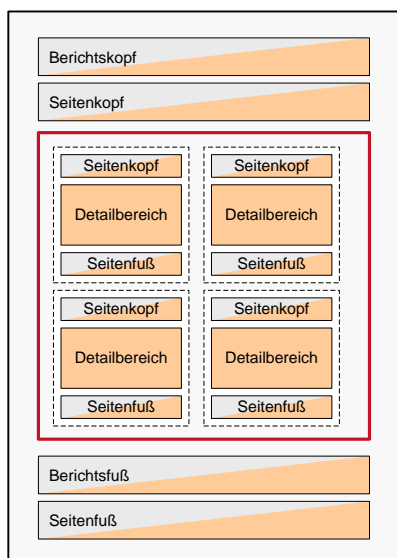 Berichtskopf
Seitenkopf
Seitenkopf
Detailbereich
Seitenfuß
Seitenkopf
Detailbereich
Seitenfuß
Seitenkopf
Detailbereich
Seitenfuß
Seitenkopf
Detailbereich
Seitenfuß
Berichtsfuß
Seitenfuß